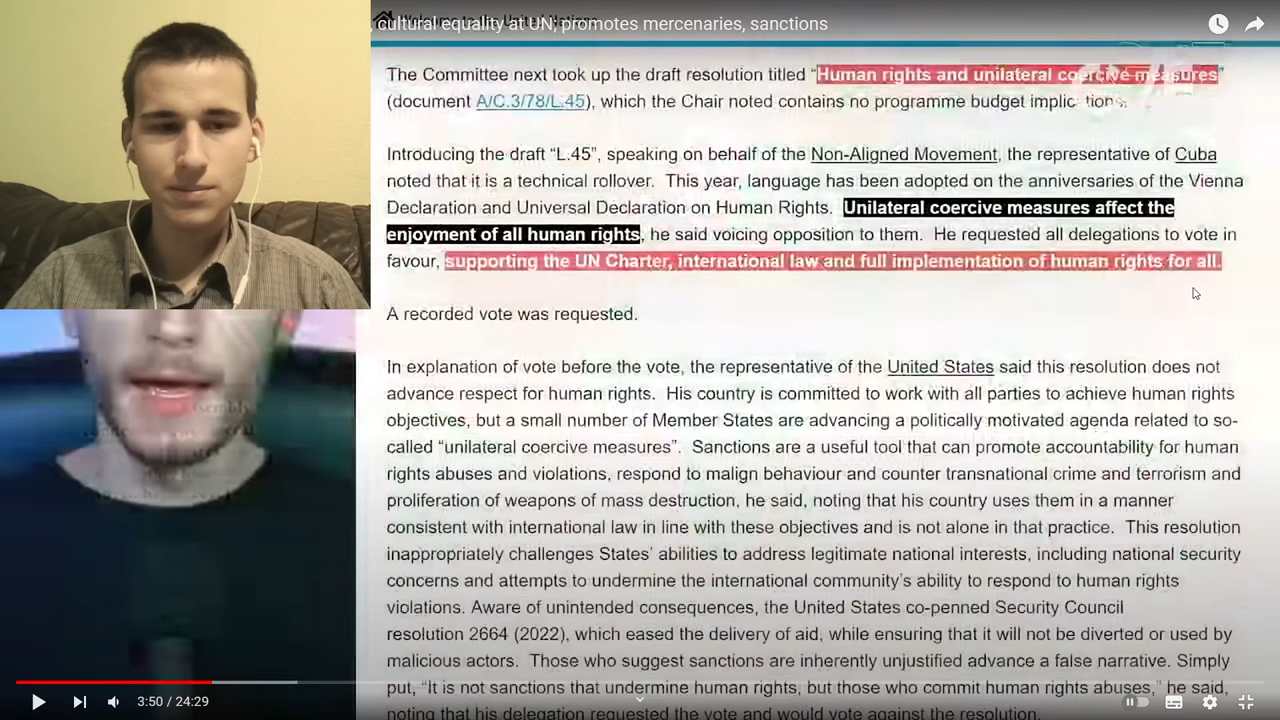 cultural equality at UN, promotes mercenaries, sanctions
The Committee next took up the draft resolution titled “Human rights and unilateral coercive measures”
(document A/C.3/78/L.45), which the Chair noted contains no programme budget implications.
Introducing the draft “L.45”, speaking on behalf of the Non-Aligned Movement, the representative of Cuba
noted that it is a technical rollover. This year, language has been adopted on the anniversaries of the Vienna
Declaration and Universal Declaration on Human Rights. Unilateral coercive measures affect the
enjoyment of all human rights, he said voicing opposition to them. He requested all delegations to vote in
favour, supporting the UN Charter, international law and full implementation of human rights for all.
A recorded vote was requested.
In explanation of vote before the vote, the representative of the United States said this resolution does not
advance respect for human rights. His country is committed to work with all parties to achieve human rights
objectives, but a small number of Member States are advancing a politically motivated agenda related to so-
called “unilateral coercive measures”. Sanctions are a useful tool that can promote accountability for human
rights abuses and violations, respond to malign behaviour and counter transnational crime and terrorism and
proliferation of weapons of mass destruction, he said, noting that his country uses them in a manner
consistent with international law in line with these objectives and is not alone in that practice. This resolution
inappropriately challenges States’ abilities to address legitimate national interests, including national security
concerns and attempts to undermine the international community’s ability to respond to human rights
violations. Aware of unintended consequences, the United States co-penned Security Council
resolution 2664 (2022), which eased the delivery of aid, while ensuring that it will not be diverted or used by
malicious actors. Those who suggest sanctions are inherently unjustified advance a false narrative. Simply
put, “It is not sanctions that undermine human rights, but those who commit human rights abuses,” he said,
noting that his delegation requested the vote and would vote against the resolution.
3:50 / 24:29